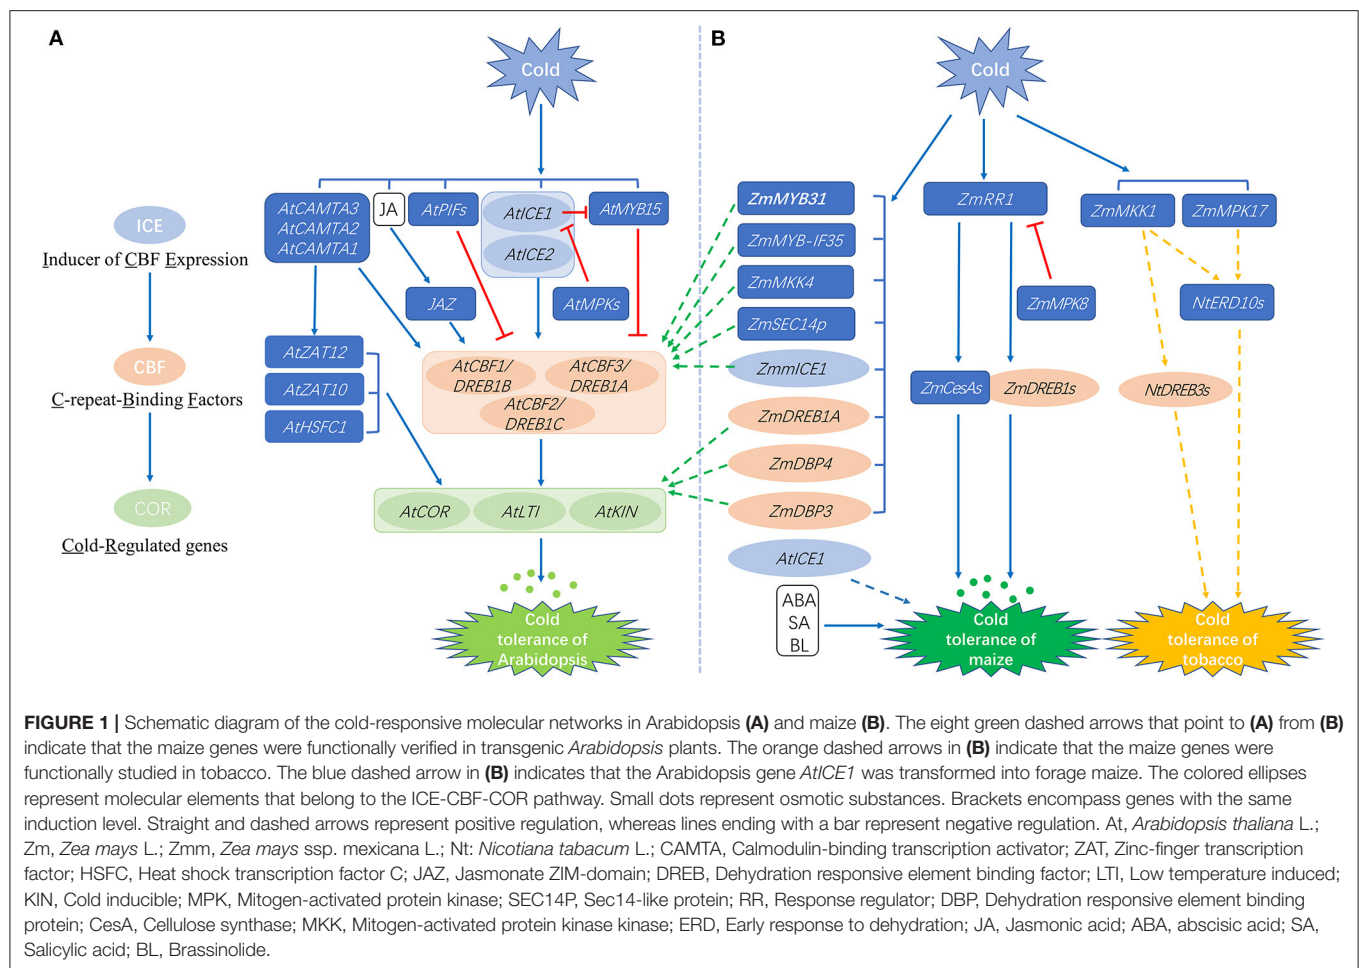 A
B
Cold
Cold
ICE
Inducer of CBF Expression
CBF
C-repeat-Binding Factors
COR
Cold-Regulated genes
AtCAMTA3
AtCAMTA2
AtCAMTA1
JA
AtPIFs
AtICE1
AtICE2
AtMYB15
JAZ
AtMPKs
AtZAT12
AtZAT10
AtHSFC1
AtCBF1/
DREB1B
AtCBF3/
DREB1A
AtCBF2/
DREB1C
AtCOR
AtLTI
AtKIN
Cold
tolerance of
Arabidopsis
ZmMYB31
ZmMYB-IF35
ZmMKK4
ZmSEC14p
ZmmICE1
ZmDREB1A
ZmDBP4
ZmDBP3
AtICE1
ABA
SA
BL
ZmRR1
ZmMPK8
ZmCesAs
ZmDREB1s
Cold
tolerance of
maize
ZmMKK1
ZmMPK17
NtERD10s
NtDREB3s
Cold
tolerance of
tobacco
FIGURE 1 | Schematic diagram of the cold-responsive molecular networks in Arabidopsis (A) and maize (B). The eight green dashed arrows that point to (A) from (B)
indicate that the maize genes were functionally verified in transgenic Arabidopsis plants. The orange dashed arrows in (B) indicate that the maize genes were
functionally studied in tobacco. The blue dashed arrow in (B) indicates that the Arabidopsis gene AtICE1 was transformed into forage maize. The colored ellipses
represent molecular elements that belong to the ICE-CBF-COR pathway. Small dots represent osmotic substances. Brackets encompass genes with the same
induction level. Straight and dashed arrows represent positive regulation, whereas lines ending with a bar represent negative regulation. At, Arabidopsis thaliana L.;
Zm, Zea mays L.; Zmm, Zea mays ssp. mexicana L.; Nt: Nicotiana tabacum L.; CAMTA, Calmodulin-binding transcription activator; ZAT, Zinc-finger transcription
factor; HSFC, Heat shock transcription factor C; JAZ, Jasmonate ZIM-domain; DREB, Dehydration responsive element binding factor; LTI, Low temperature induced;
KIN, Cold inducible; MPK, Mitogen-activated protein kinase; SEC14P, Sec14-like protein; RR, Response regulator; DBP, Dehydration responsive element binding
protein; CesA, Cellulose synthase; MKK, Mitogen-activated protein kinase kinase; ERD, Early response to dehydration; JA, Jasmonic acid; ABA, abscisic acid; SA,
Salicylic acid; BL, Brassinolide.